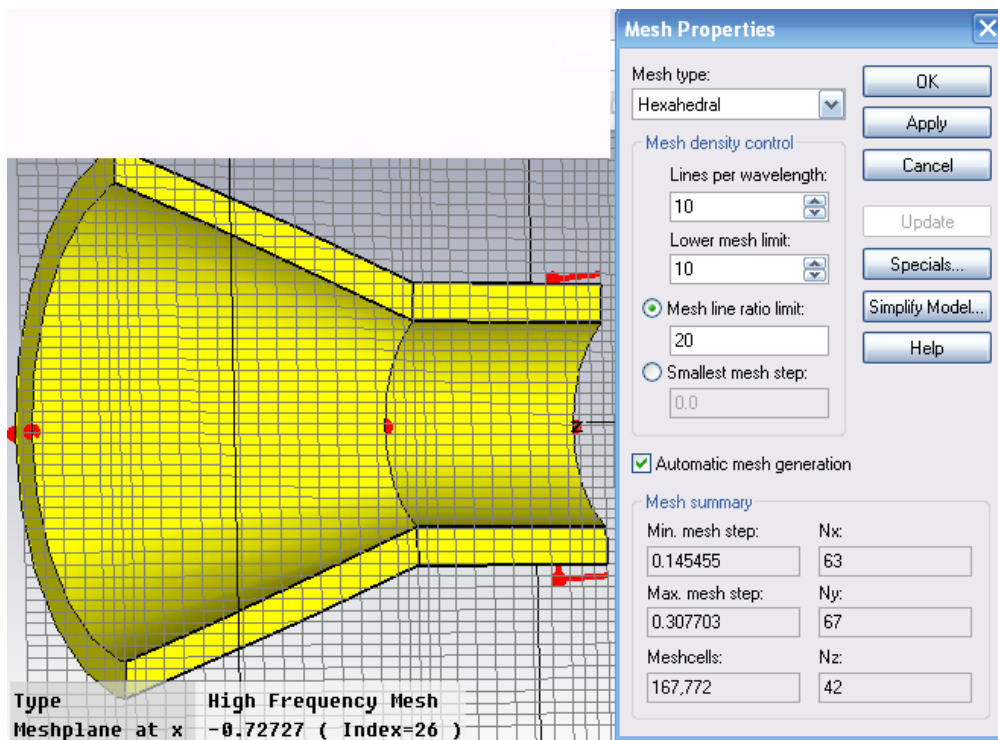 Mesh Properties
Mesh type:
Hexahedral
OK
Apply
Cancel
Update
Specials...
Simplify Model...
Help
Mesh density control
Lines per wavelength:
10
Lower mesh limit:
10
Mesh line ratio limit:
20
Smallest mesh step:
0.0
Automatic mesh generation
Mesh summary
Min. mesh step: Nx:
0.145455 63
Max. mesh step: Ny:
0.307703 67
Meshcells: Nz:
167,772 42
z
Type High Frequency Mesh
Meshplane at x -0.72727 ( Index=26 )